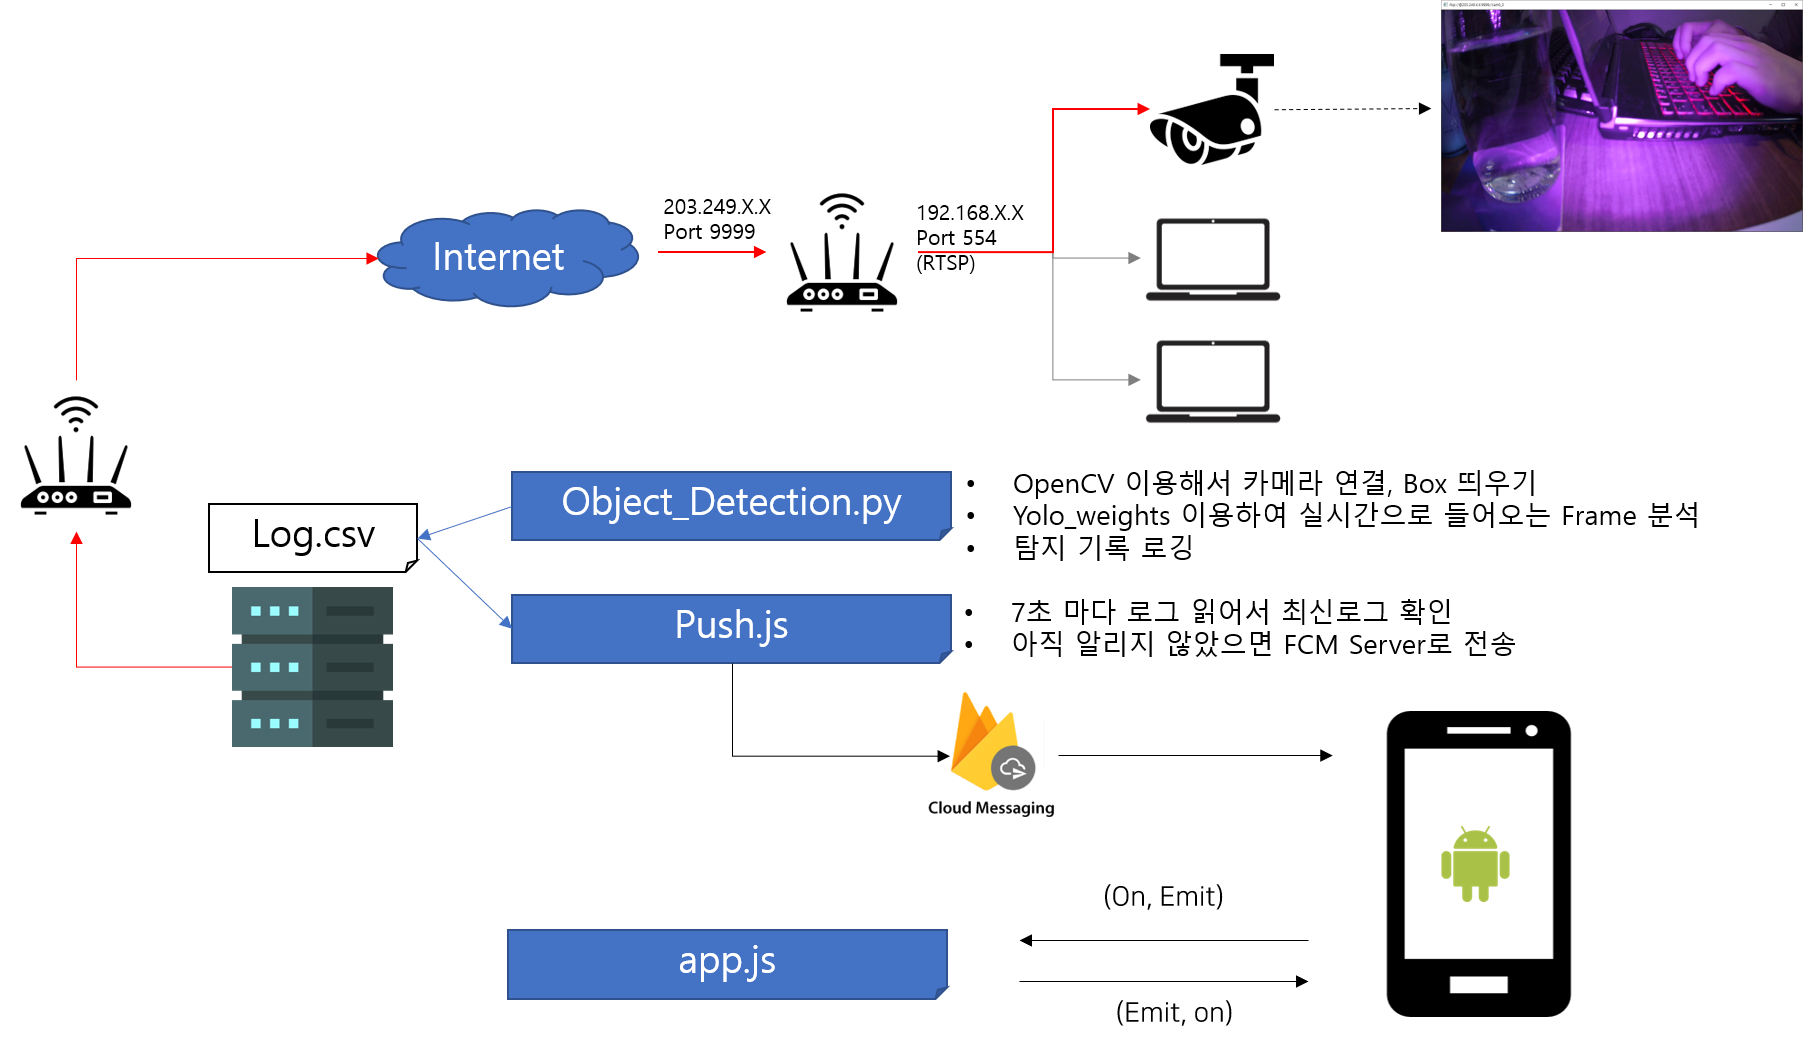 203.249.X.X
Port 9999
192.168.X.X
Port 554
(RTSP)
Internet
Object_Detection.py
• OpenCV 이용해서 카메라 연결, Box 띄우기
• Yolo_weights 이용하여 실시간으로 들어오는 Frame 분석
• 탐지 기록 로깅
Log.csv
Push.js
• 7초 마다 로그 읽어서 최신로그 확인
• 아직 알리지 않았으면 FCM Server로 전송
Cloud Messaging
(On, Emit)
app.js
(Emit, on)